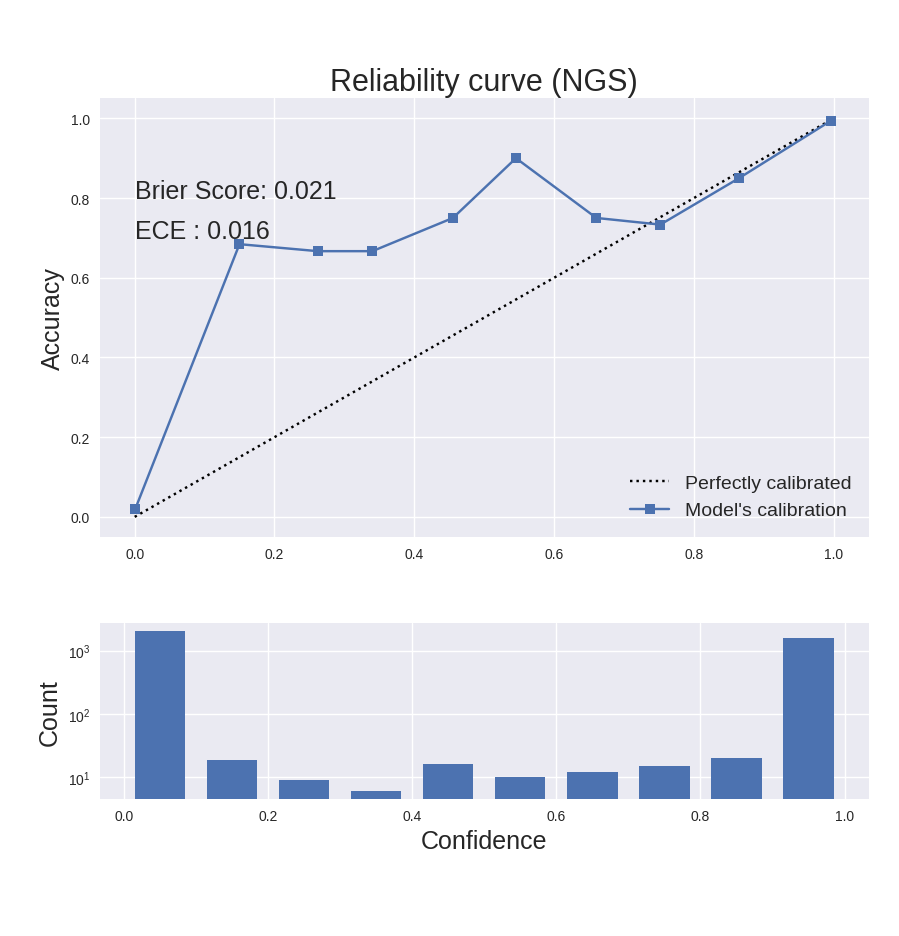 Reliability curve (NGS)
1.0
0.8
0.6
0.4
0.2
0.0
Accuracy
Brier Score: 0.021
ECE : 0.016
Perfectly calibrated
Model's calibration
0.0 0.2 0.4 0.6 0.8 1.0
10³
10²
10¹
Count
0.0 0.2 0.4 0.6 0.8 1.0
Confidence